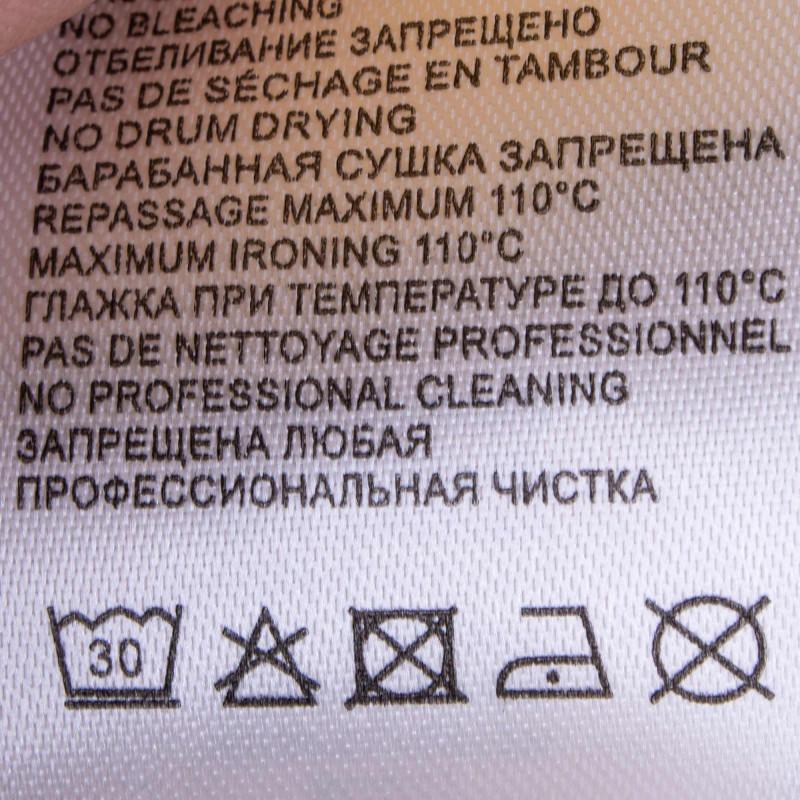 NO BLEACHING
ОТБЕЛИВАНИЕ ЗАПРЕЩЕНО
PAS DE SÉCHAGE EN TAMBOUR
NO DRUM DRYING
БАРАБАННАЯ СУШКА ЗАПРЕЩЕНА
REPASSAGE MAXIMUM 110°C
MAXIMUM IRONING 110°C
ГЛАЖКА ПРИ ТЕМПЕРАТУРЕ ДО 110°C
PAS DE NETTOYAGE PROFESSIONNEL
NO PROFESSIONAL CLEANING
ЗАПРЕЩЕНА ЛЮБАЯ
ПРОФЕССИОНАЛЬНАЯ ЧИСТКА
30